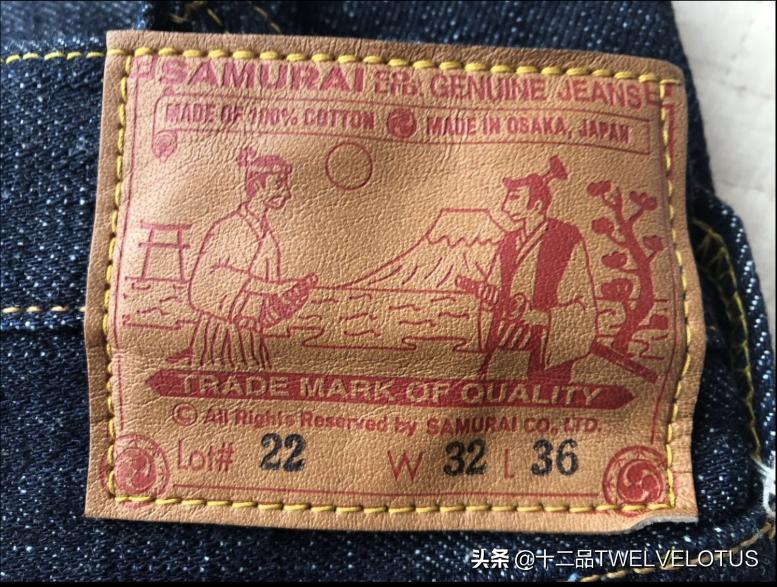 SAMURAI GENUINE JEANS
MADE OF 100% COTTON MADE IN OSAKA, JAPAN
TRADE MARK OF QUALITY
© All Rights Reserved by SAMURAI CO., LTD.
Lot# 22 W 32 L 36
头条 @十二品TWELVELOTUS